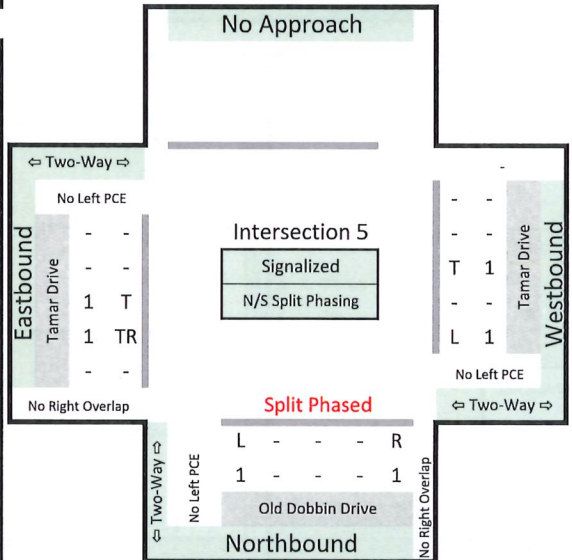 No Approach
⇦ Two-Way ⇨
No Left PCE
Eastbound
Tamar Drive
- -
- -
1 T
1 TR
- -
No Right Overlap
Intersection 5
Signalized
N/S Split Phasing
-
- -
- -
T 1
- -
L 1
Tamar Drive
Westbound
No Left PCE
⇦ Two-Way ⇨
Split Phased
⇦ Two-Way ⇨
No Left PCE
L - - - R
1 - - - 1
Old Dobbin Drive
Northbound
No Right Overlap